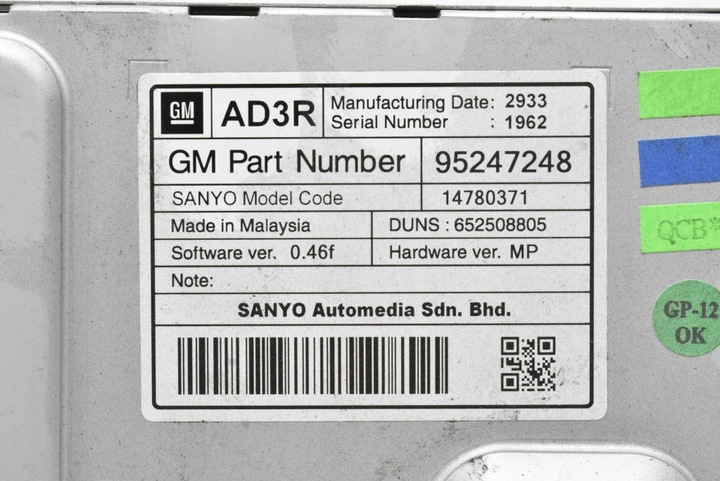 GM AD3R Manufacturing Date: 2933
Serial Number : 1962
GM Part Number 95247248
SANYO Model Code 14780371
Made in Malaysia DUNS : 652508805
Software ver. 0.46f Hardware ver. MP
Note:
SANYO Automedia Sdn. Bhd.
QCB*
GP-12
OK